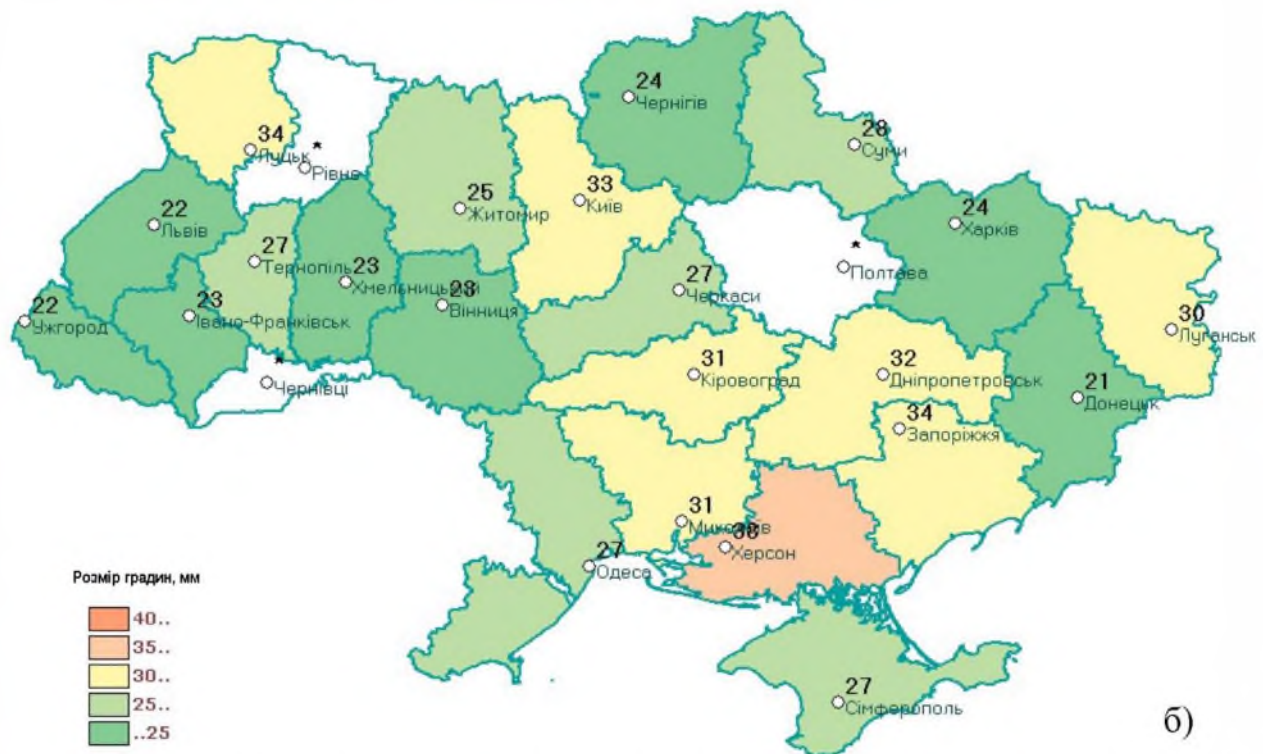 24
Чернігів
28
Суми
34
Луцьк
*
Рівне
25
Житомир
33
Київ
22
Львів
24
Харків
27
Тернопіль
23
Хмельницький
*
Полтава
27
Черкаси
23
Вінниця
22
Ужгород
23
Івано-Франківськ
30
Луганськ
*
Чернівці
31
Кіровоград
32
Дніпропетровськ
21
Донецьк
34
Запоріжжя
31
Миколаїв
38
Херсон
27
Одеса
Розмір градин, мм
40..
35..
30..
25..
..25
27
Сімферополь
б)